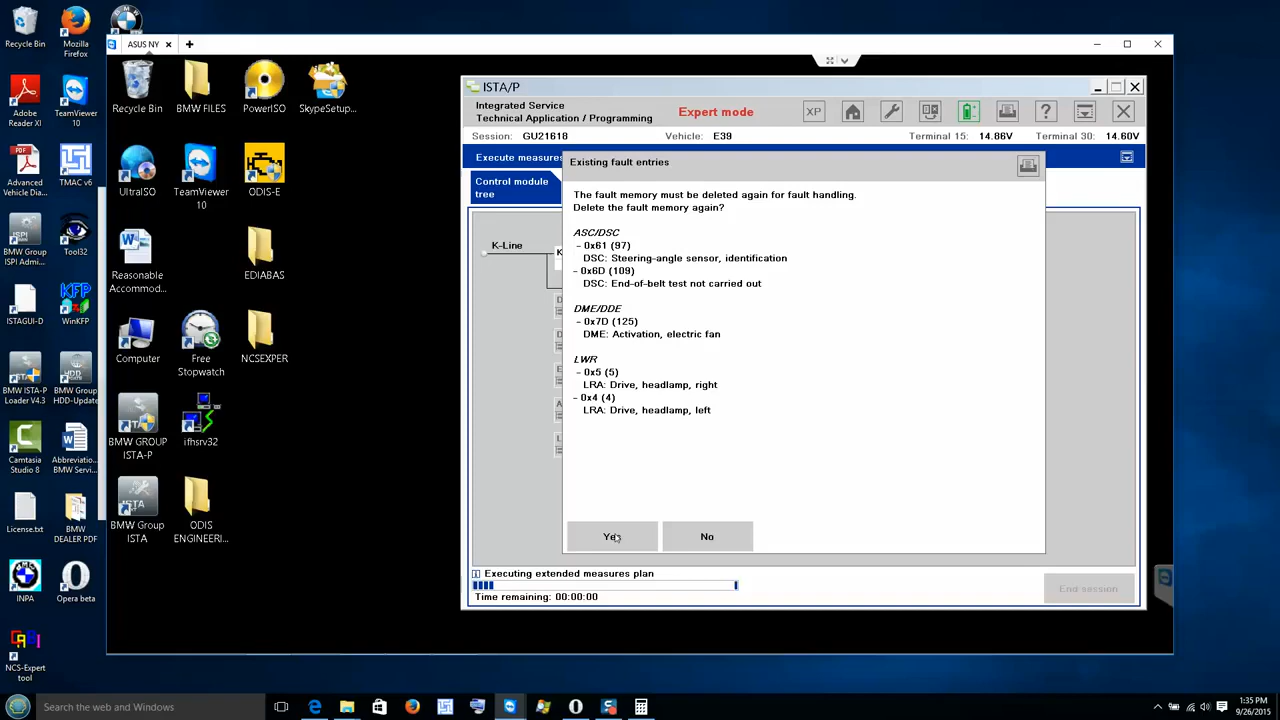 Recycle Bin
Mozilla
Firefox
Adobe
Reader XI
TeamViewer
10
Advanced
Vehicle Dia...
TMAC v6
BMW Group
ISPI Admi...
Tool32
ISTAGUI-D
WinKFP
BMW ISTA-P
Loader V4.3
BMW Group
HDD-Update
Camtasia
Studio 8
Abbreviatio...
BMW Servi...
License.txt
BMW
DEALER PDF
INPA
Opera beta
NCS-Expert
tool
ASUS NY
Recycle Bin
BMW FILES
PowerISO
SkypeSetup...
UltraISO
TeamViewer
10
ODIS-E
Reasonable
Accommod...
EDIABAS
Computer
Free
Stopwatch
NCSEXPER
BMW GROUP
ISTA-P
ifhsrv32
BMW Group
ISTA
ODIS
ENGINEERI...
ISTA/P
Integrated Service
Technical Application / Programming
Expert mode
XP
Session: GU21618
Vehicle: E39
Terminal 15: 14.86V
Terminal 30: 14.60V
Execute measures
Control module
tree
K-Line
Existing fault entries
The fault memory must be deleted again for fault handling.
Delete the fault memory again?
ASC/DSC
- 0x61 (97)
DSC: Steering-angle sensor, identification
- 0x6D (109)
DSC: End-of-belt test not carried out
DME/DDE
- 0x7D (125)
DME: Activation, electric fan
LWR
- 0x5 (5)
LRA: Drive, headlamp, right
- 0x4 (4)
LRA: Drive, headlamp, left
Yes
No
Executing extended measures plan
Time remaining: 00:00:00
End session
Search the web and Windows
1:35 PM
9/26/2015